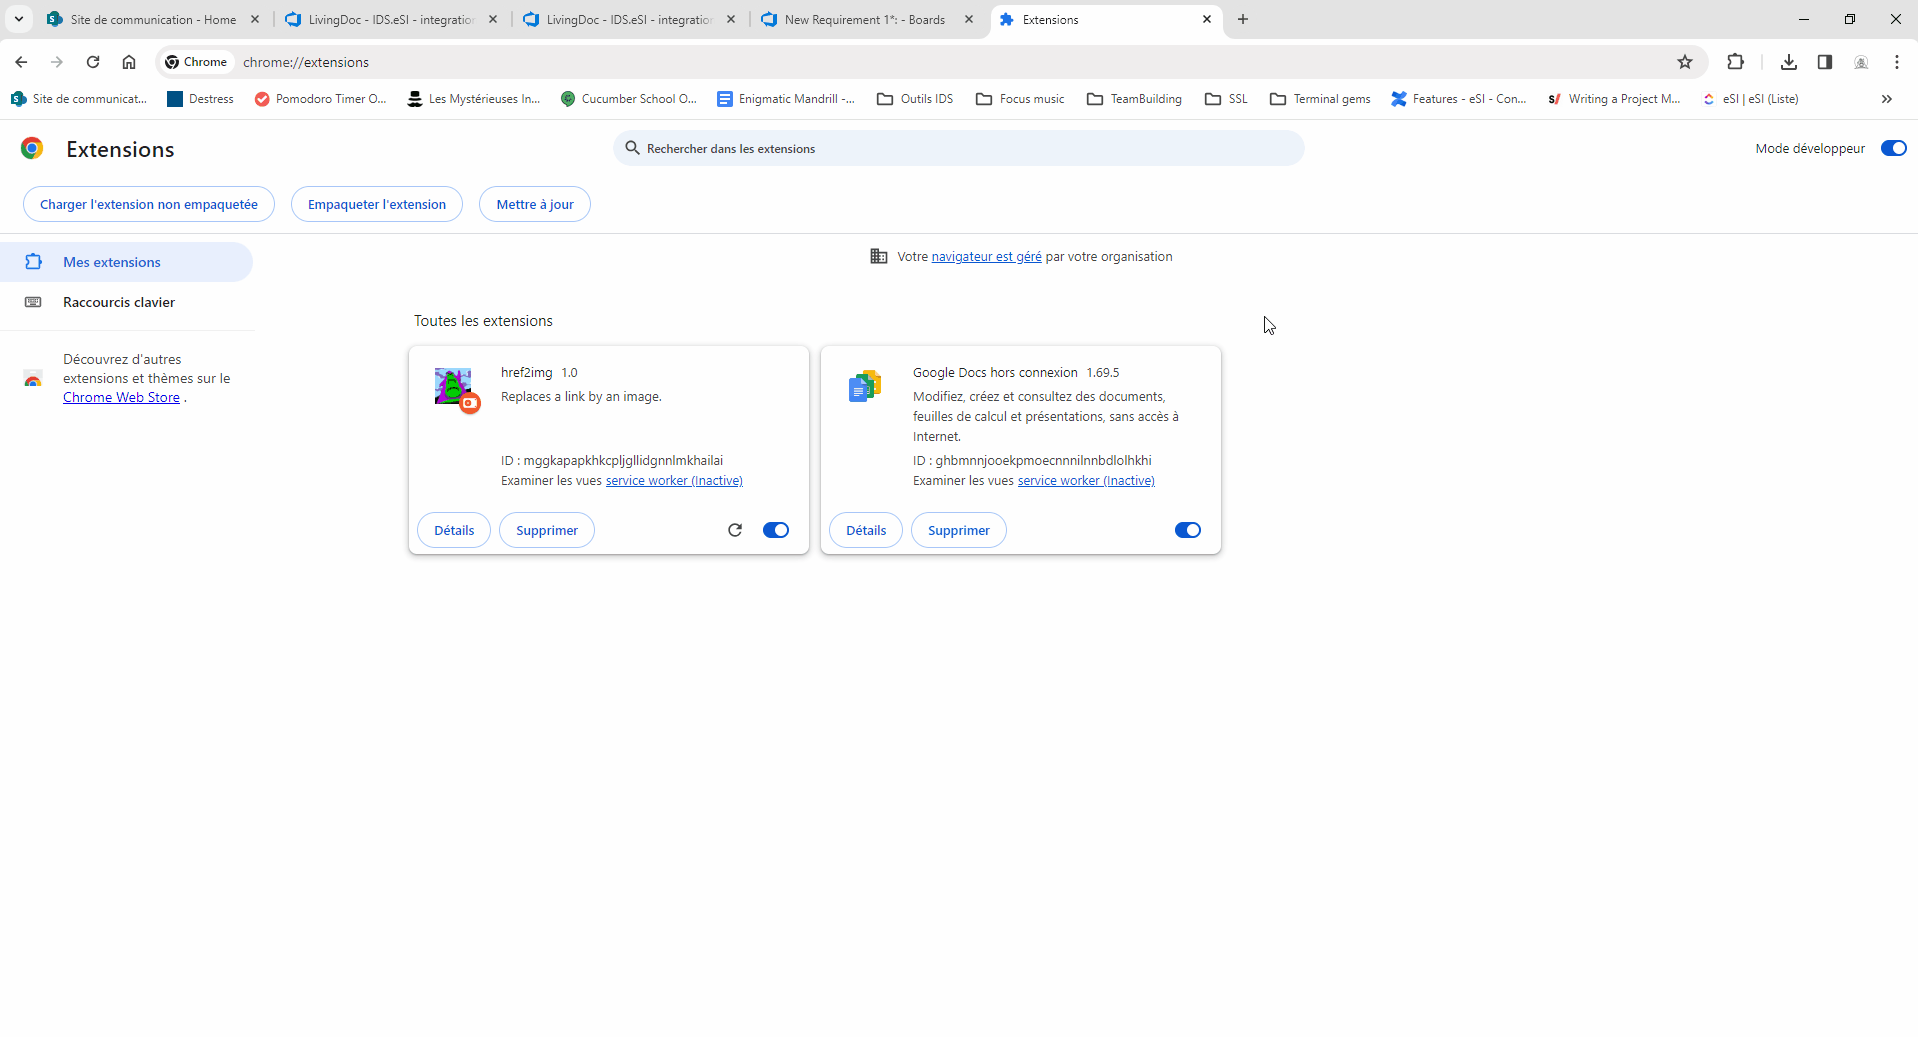 Site de communication - Home
LivingDoc - IDS.eSI - integration
LivingDoc - IDS.eSI - integration
New Requirement 1*: - Boards
Extensions
Chrome
chrome://extensions
Site de communicat...
Destress
Pomodoro Timer O...
Les Mystérieuses In...
Cucumber School O...
Enigmatic Mandrill -...
Outils IDS
Focus music
TeamBuilding
SSL
Terminal gems
Features - eSI - Con...
Writing a Project M...
eSI | eSI (Liste)
Extensions
Rechercher dans les extensions
Mode développeur
Charger l'extension non empaquetée
Empaqueter l'extension
Mettre à jour
Mes extensions
Raccourcis clavier
Découvrez d'autres
extensions et thèmes sur le
Chrome Web Store .
Votre navigateur est géré par votre organisation
Toutes les extensions
href2img 1.0
Replaces a link by an image.
ID : mggkapapkhkcpljgllidgnnlmkhailai
Examiner les vues service worker (Inactive)
Détails
Supprimer
Google Docs hors connexion 1.69.5
Modifiez, créez et consultez des documents,
feuilles de calcul et présentations, sans accès à
Internet.
ID : ghbmnnjooekpmoecnnnilnnbdlolhkhi
Examiner les vues service worker (Inactive)
Détails
Supprimer